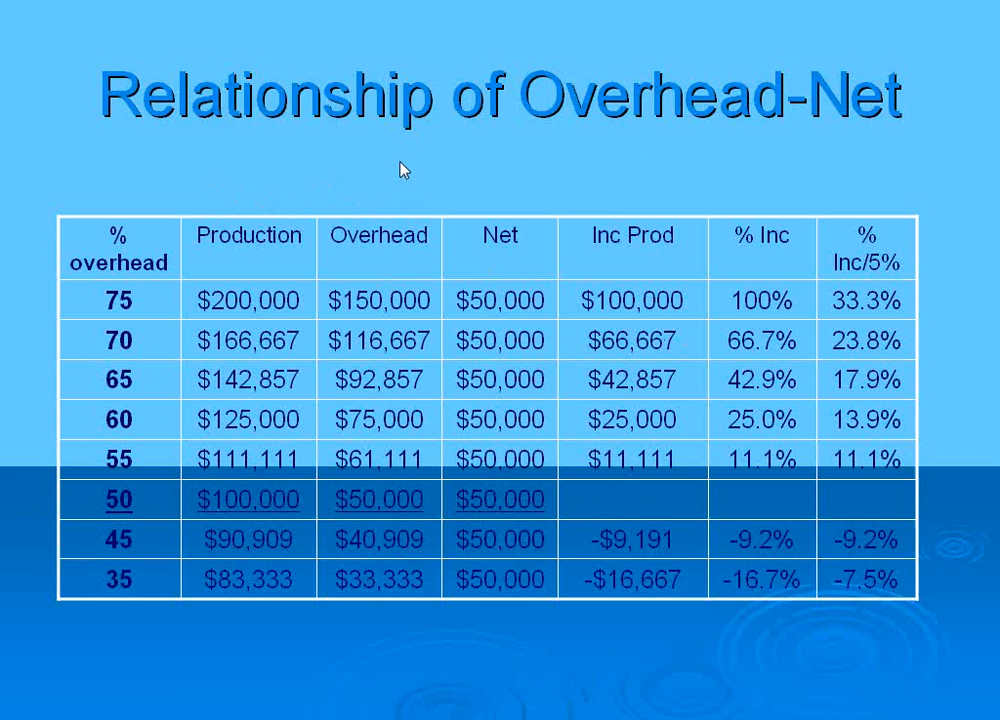 Relationship of Overhead-Net
% overhead Production Overhead Net Inc Prod % Inc % Inc/5%
75 $200,000 $150,000 $50,000 $100,000 100% 33.3%
70 $166,667 $116,667 $50,000 $66,667 66.7% 23.8%
65 $142,857 $92,857 $50,000 $42,857 42.9% 17.9%
60 $125,000 $75,000 $50,000 $25,000 25.0% 13.9%
55 $111,111 $61,111 $50,000 $11,111 11.1% 11.1%
50 $100,000 $50,000 $50,000
45 $90,909 $40,909 $50,000 -$9,191 -9.2% -9.2%
35 $83,333 $33,333 $50,000 -$16,667 -16.7% -7.5%